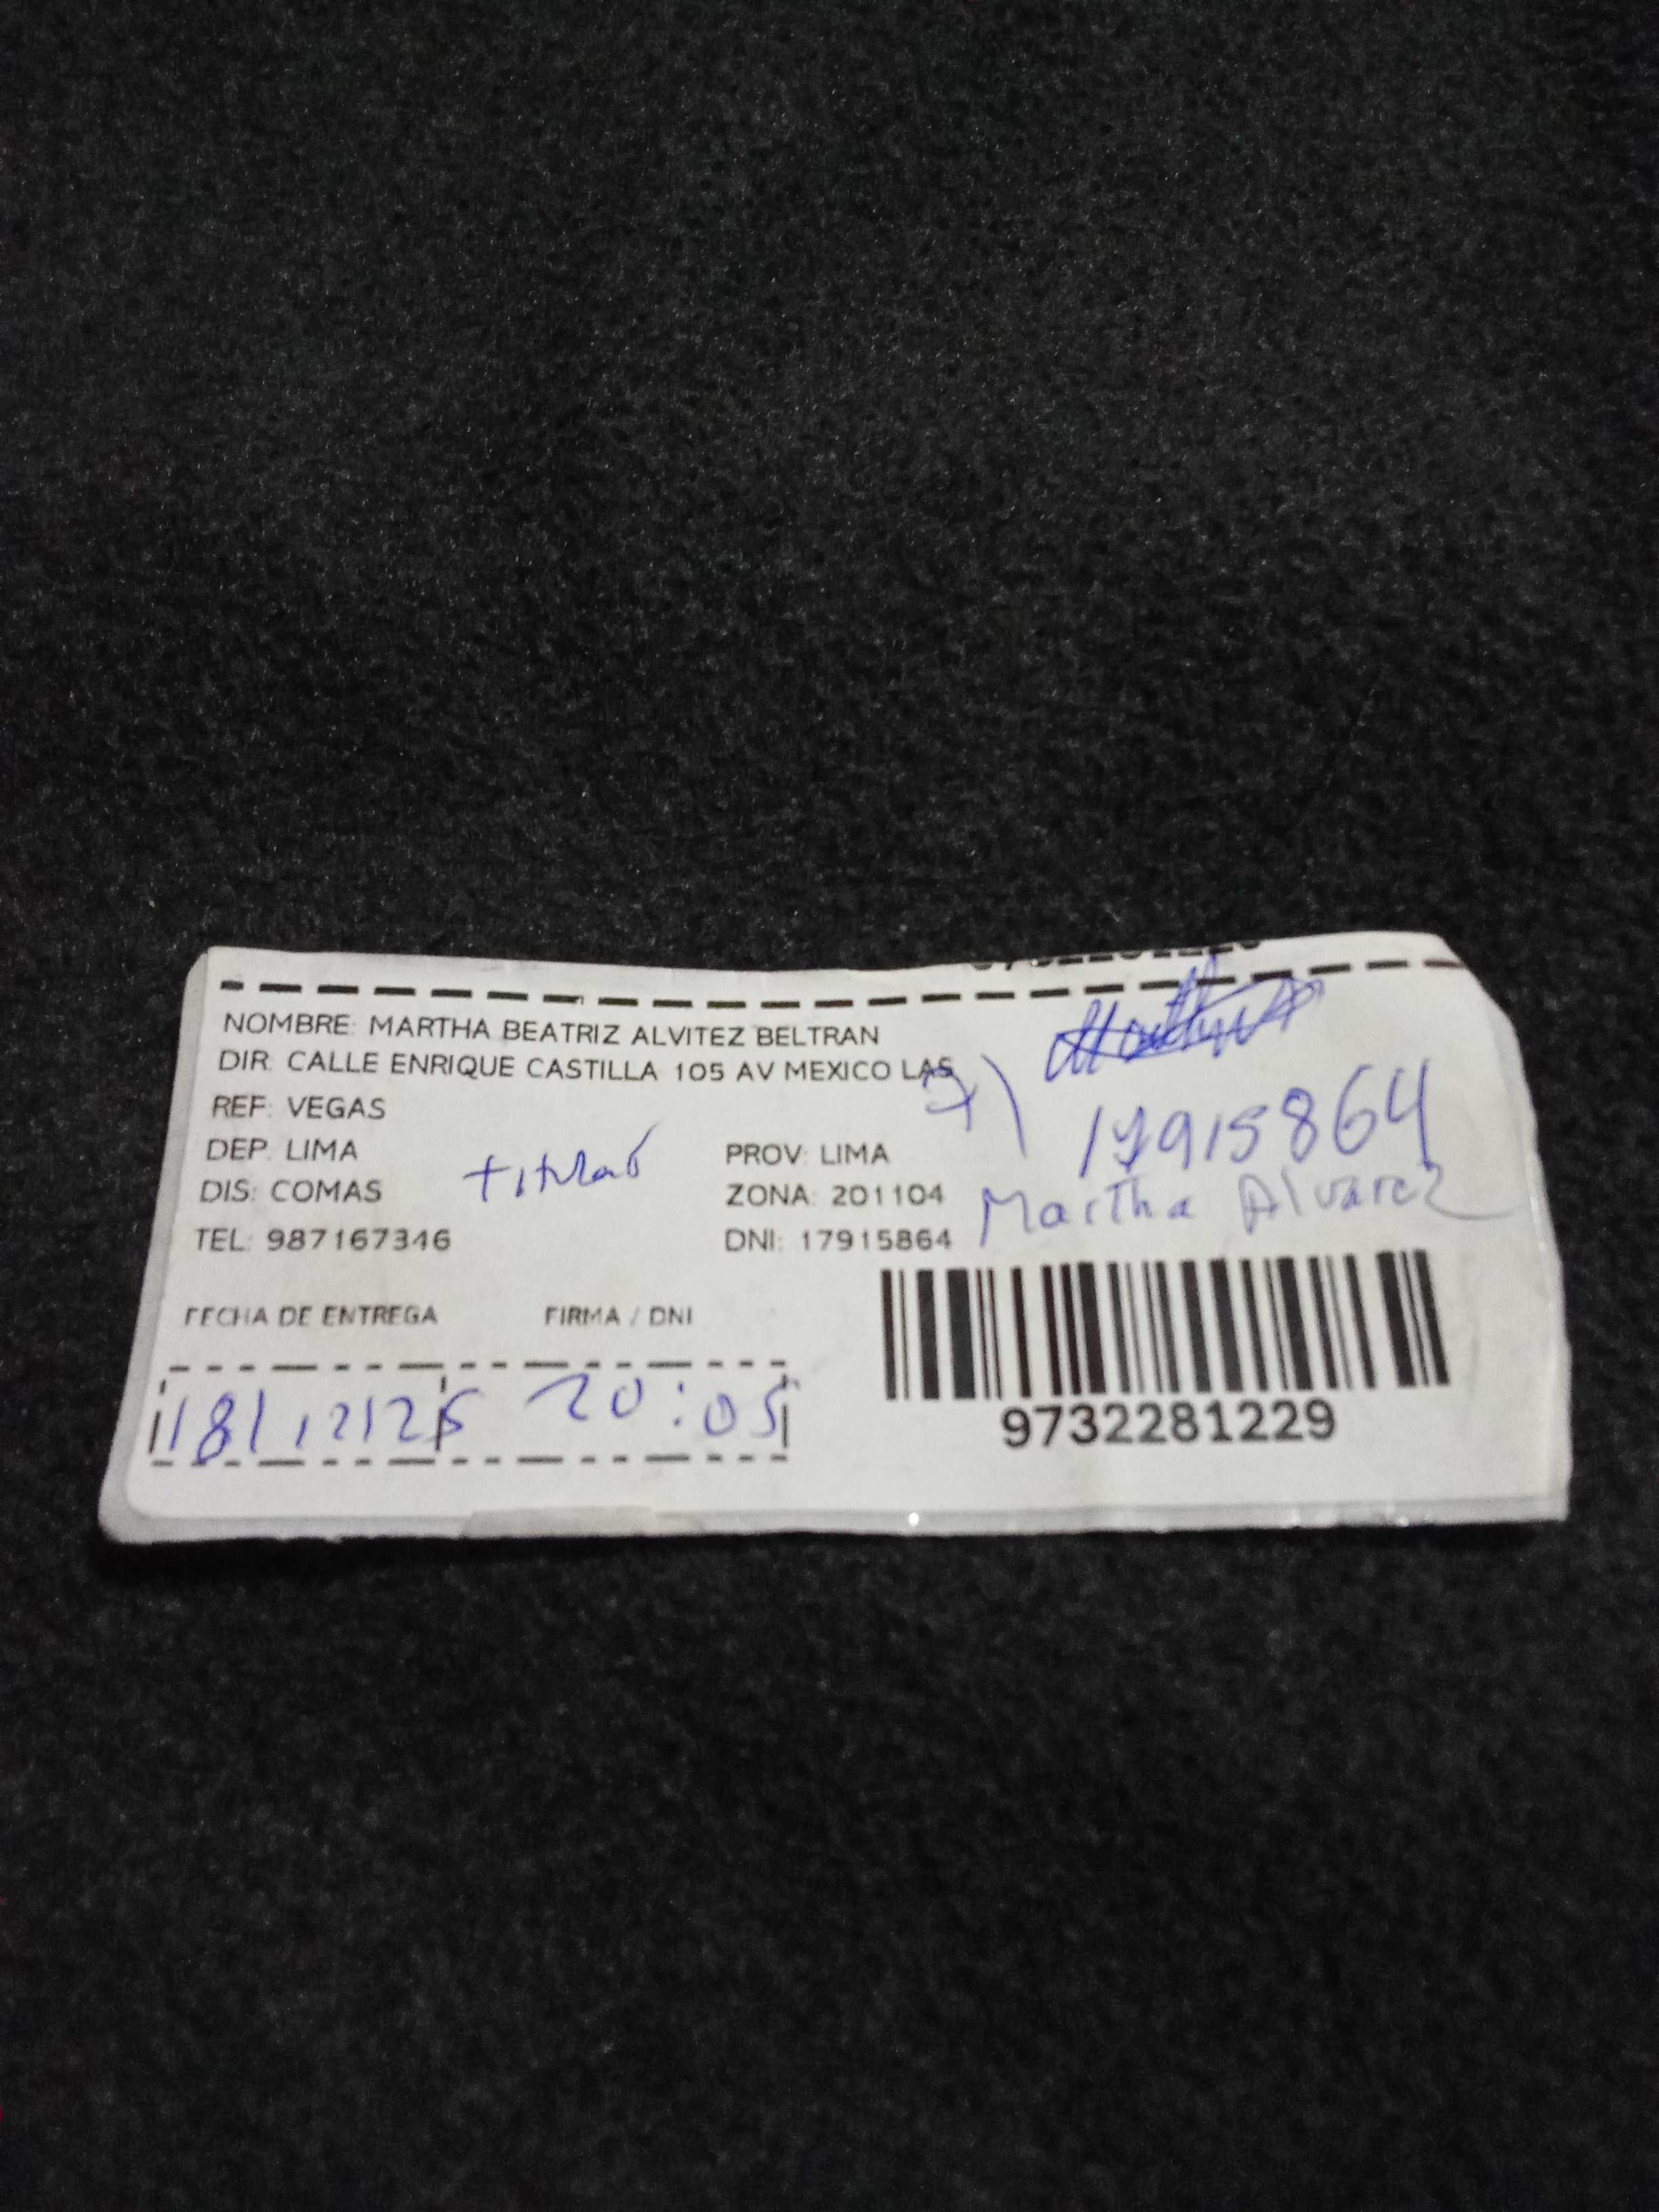 NOMBRE: MARTHA BEATRIZ ALVITEZ BELTRAN
DIR: CALLE ENRIQUE CASTILLA 105 AV MEXICO LAS
REF: VEGAS
DEP: LIMA PROV: LIMA
17915864
DIS: COMAS ZONA: 201104
Martha Alvarez
TEL: 987167346 DNI: 17915864
FECHA DE ENTREGA FIRMA / DNI
18/12/25 20:05
9732281229